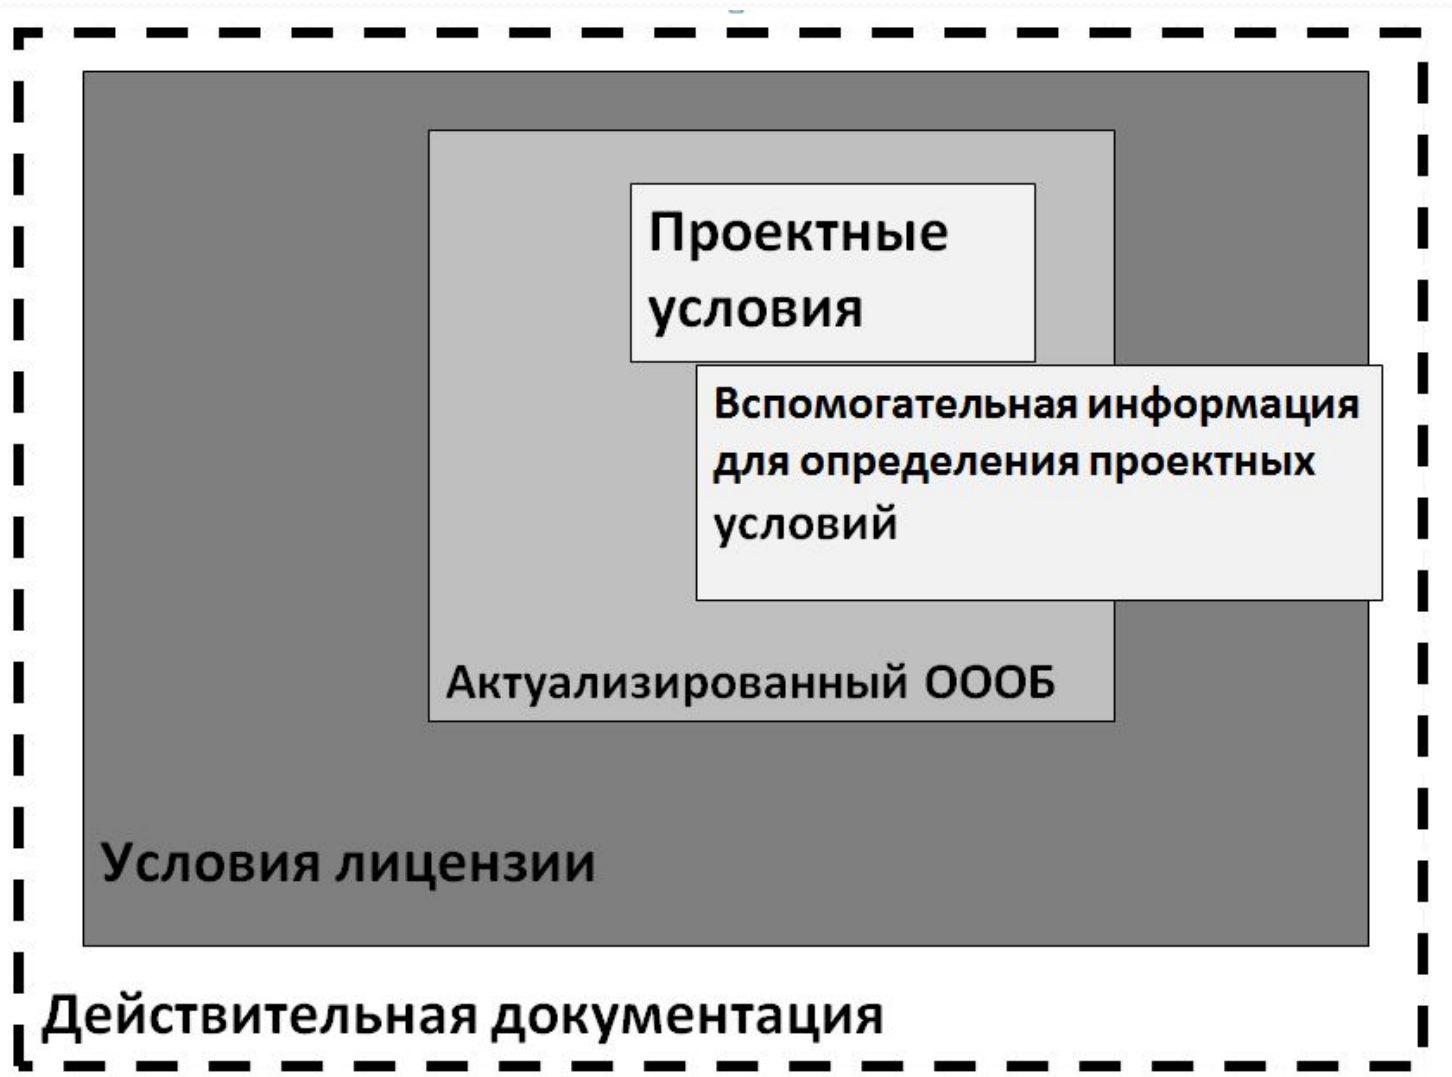 Проектные
условия
Вспомогательная информация
для определения проектных
условий
Актуализированный ОООБ
Условия лицензии
Действительная документация